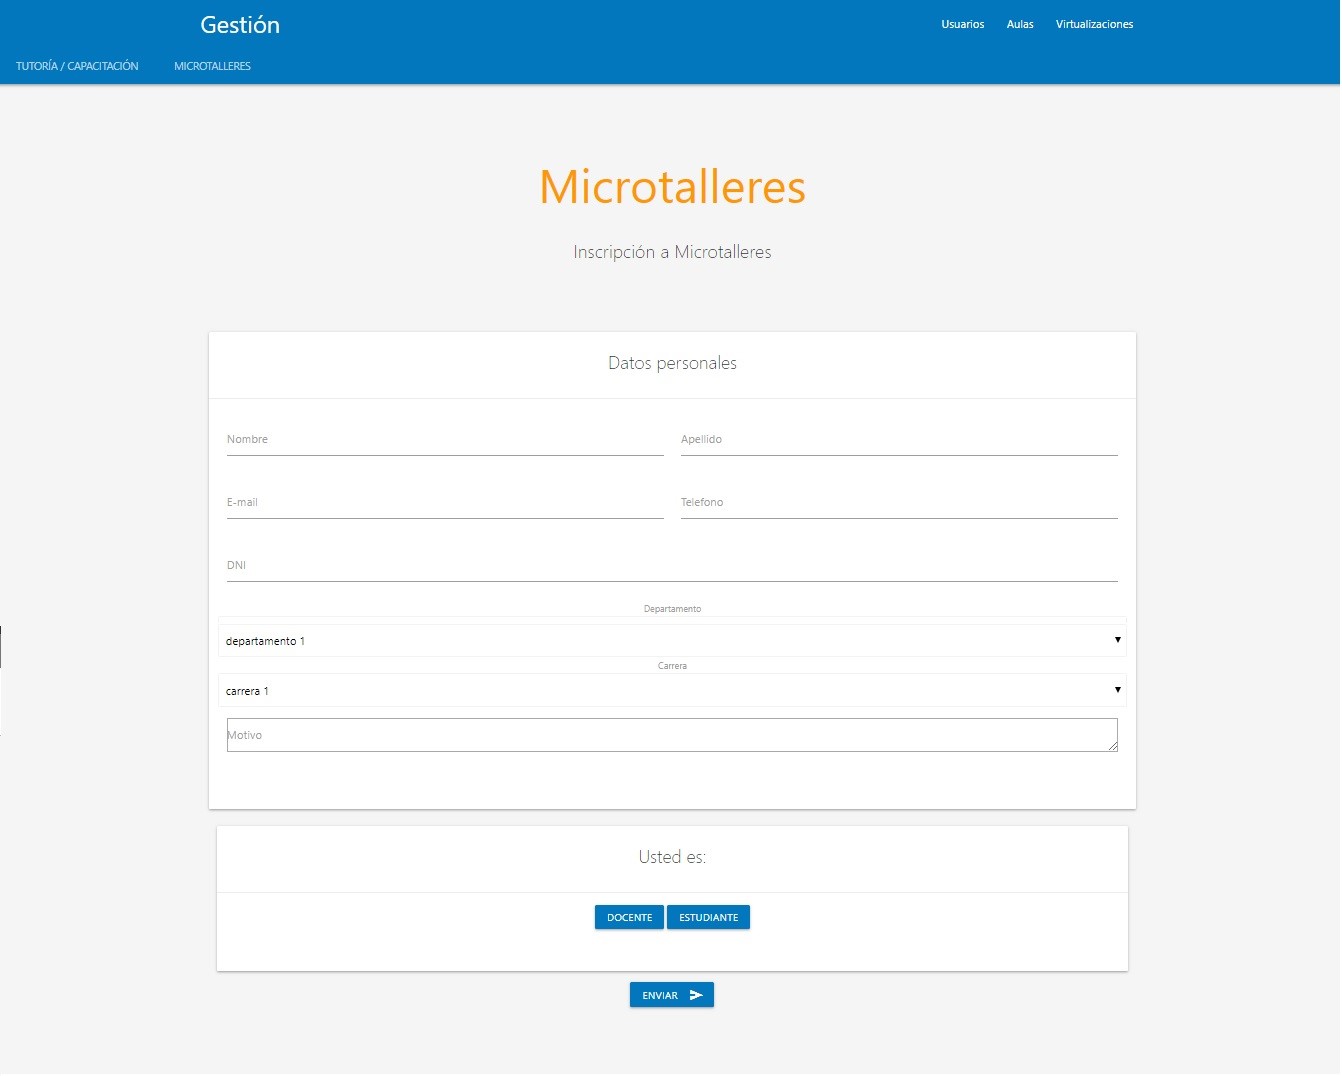 Gestión
Usuarios Aulas Virtualizaciones
TUTORÍA / CAPACITACIÓN MICROTALLERES
Microtalleres
Inscripción a Microtalleres
Datos personales
Nombre Apellido
E-mail Telefono
DNI
Departamento
departamento 1
Carrera
carrera 1
Motivo
Usted es:
DOCENTE ESTUDIANTE
ENVIAR